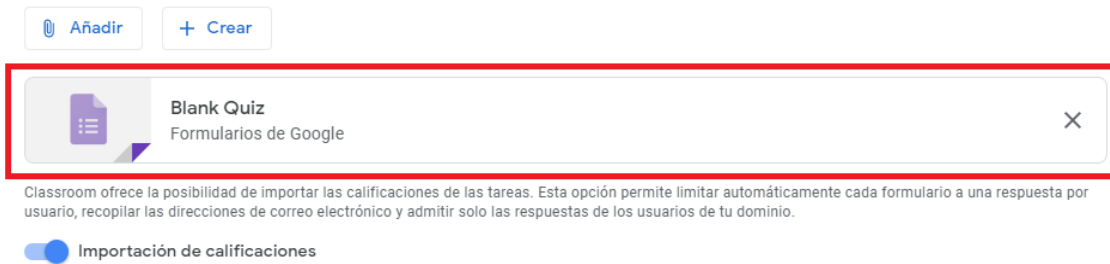 Añadir
+ Crear
Blank Quiz
Formularios de Google
Classroom ofrece la posibilidad de importar las calificaciones de las tareas. Esta opción permite limitar automáticamente cada formulario a una respuesta por
usuario, recopilar las direcciones de correo electrónico y admitir solo las respuestas de los usuarios de tu dominio.
Importación de calificaciones